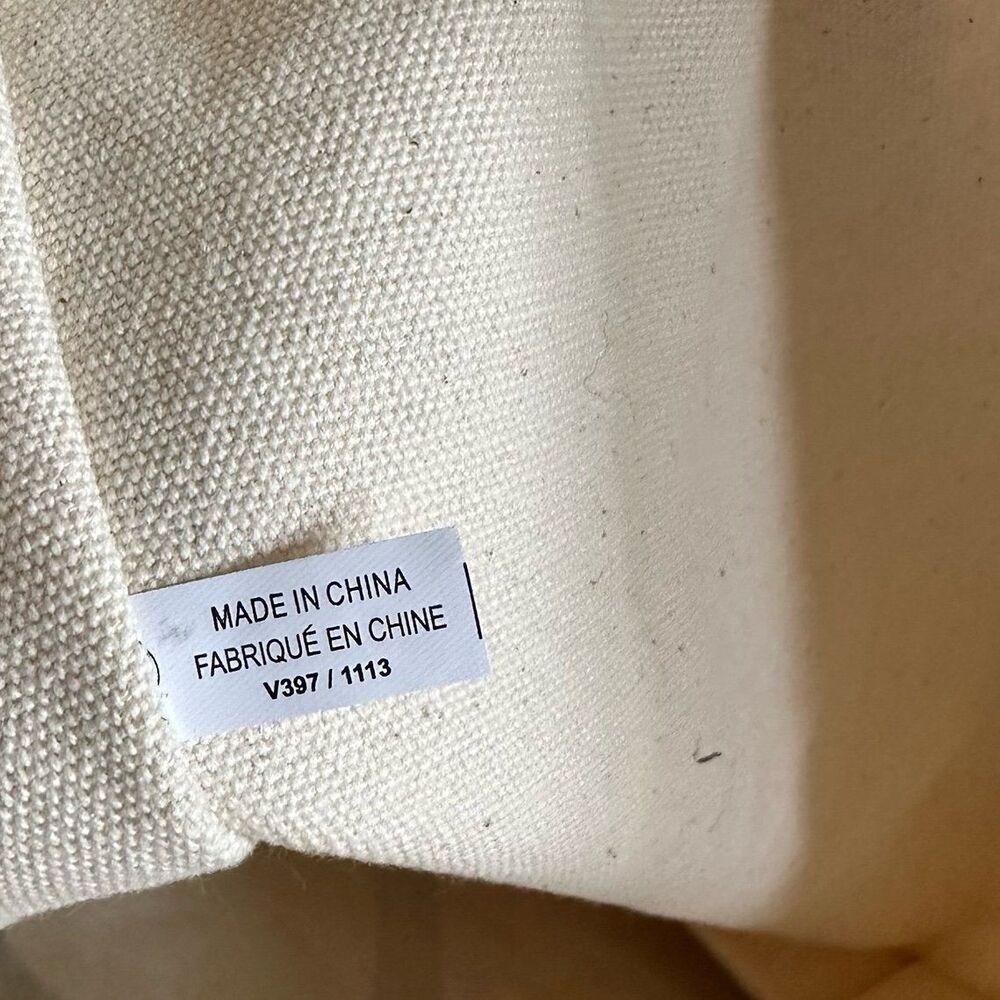 MADE IN CHINA
FABRIQUÉ EN CHINE
V397 / 1113